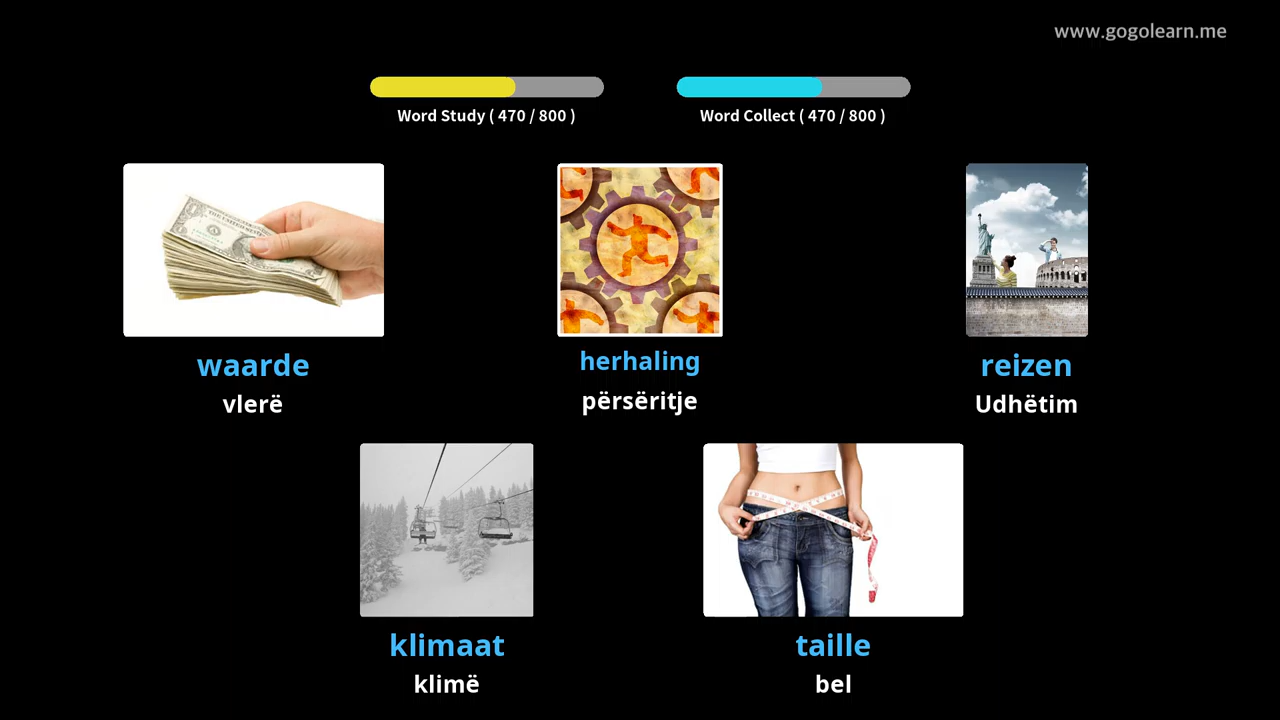 www.gogolearn.me
Word Study ( 470 / 800 )
Word Collect ( 470 / 800 )
waarde
vlerë
herhaling
përsëritje
reizen
Udhëtim
klimaat
klimë
taille
bel